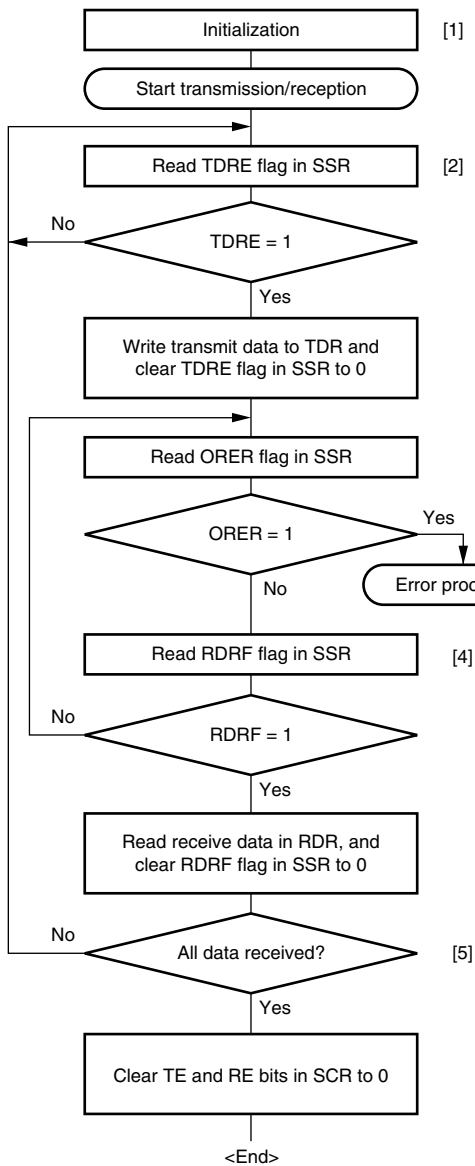 Initialization [1]
Start transmission/reception
Read TDRE flag in SSR [2]
No
TDRE = 1
Yes
Write transmit data to TDR and
clear TDRE flag in SSR to 0
Read ORER flag in SSR
ORER = 1
Yes
No
Error
Read RDRF flag in SSR [4]
No
RDRF = 1
Yes
Read receive data in RDR, and
clear RDRF flag in SSR to 0
No
All data received? [5]
Yes
Clear TE and RE bits in SCR to 0
<End>